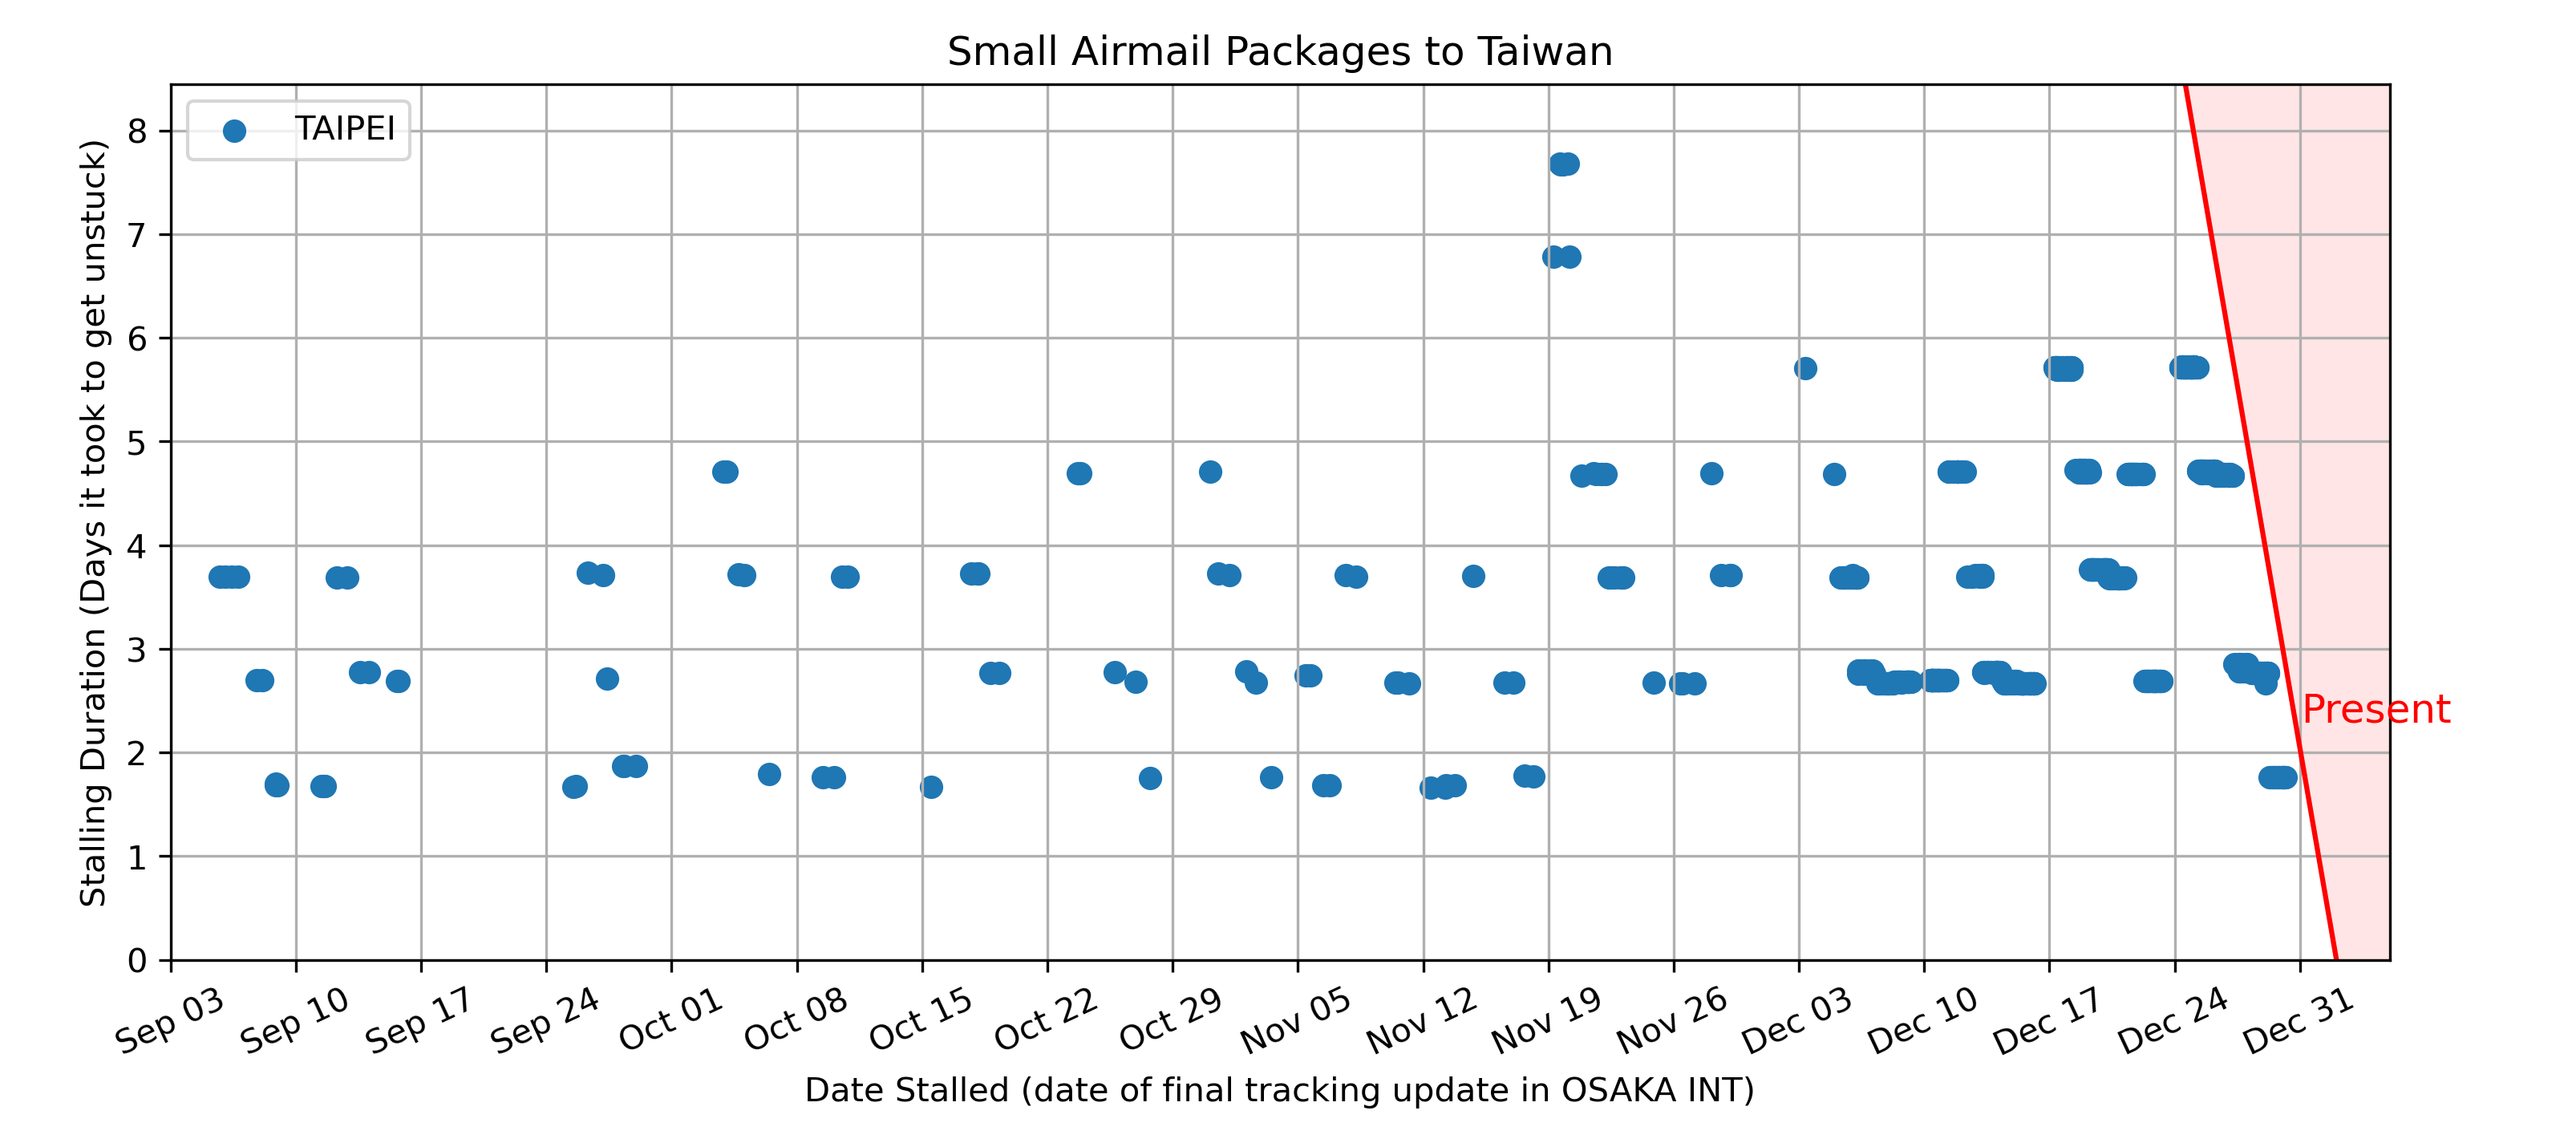 Small Airmail Packages to Taiwan
TAIPEI
Stalling Duration (Days it took to get unstuck)
8
7
6
5
4
3
2
1
0
Present
Sep 03
Sep 10
Sep 17
Sep 24
Oct 01
Oct 08
Oct 15
Oct 22
Oct 29
Nov 05
Nov 12
Nov 19
Nov 26
Dec 03
Dec 10
Dec 17
Dec 24
Dec 31
Date Stalled (date of final tracking update in OSAKA INT)